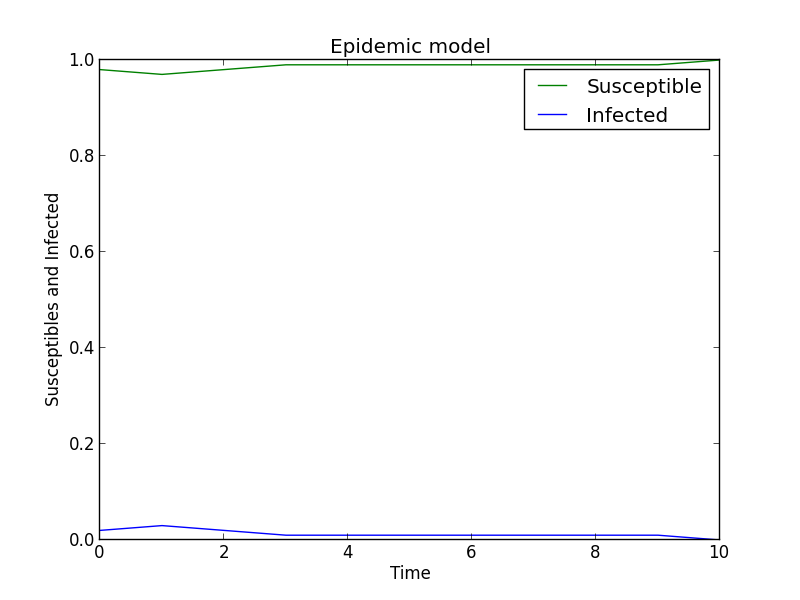 Epidemic model
Susceptible
Infected
Susceptibles and Infected
1.0
0.8
0.6
0.4
0.2
0.0
0 2 4 6 8 10
Time